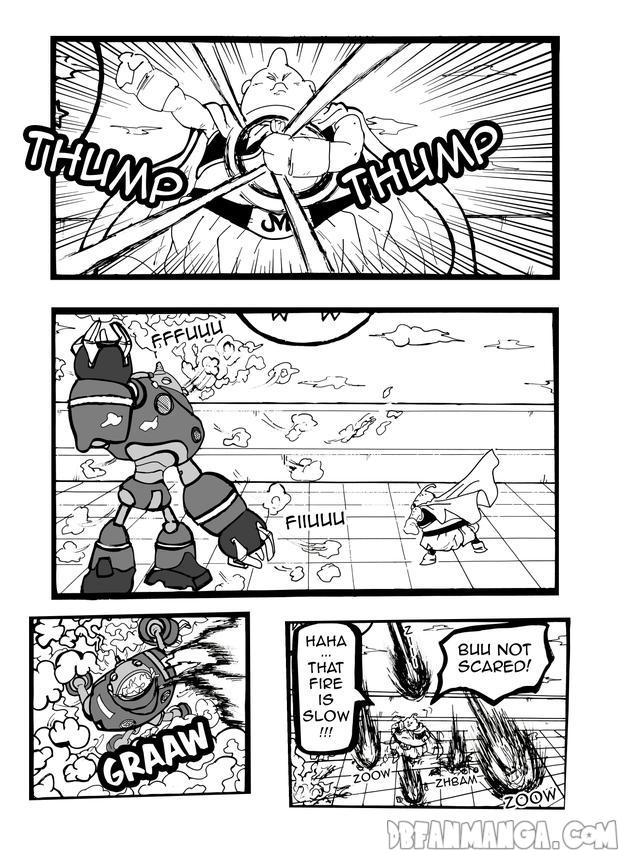 THUMP
THUMP
M
FFFUUU
FIIUUU
GRAAW
HAHA
...
THAT
FIRE
IS
SLOW
!!!
Z
BUU NOT
SCARED!
ZOOW
ZHBAM
ZOOW
DBFANMANGA.COM